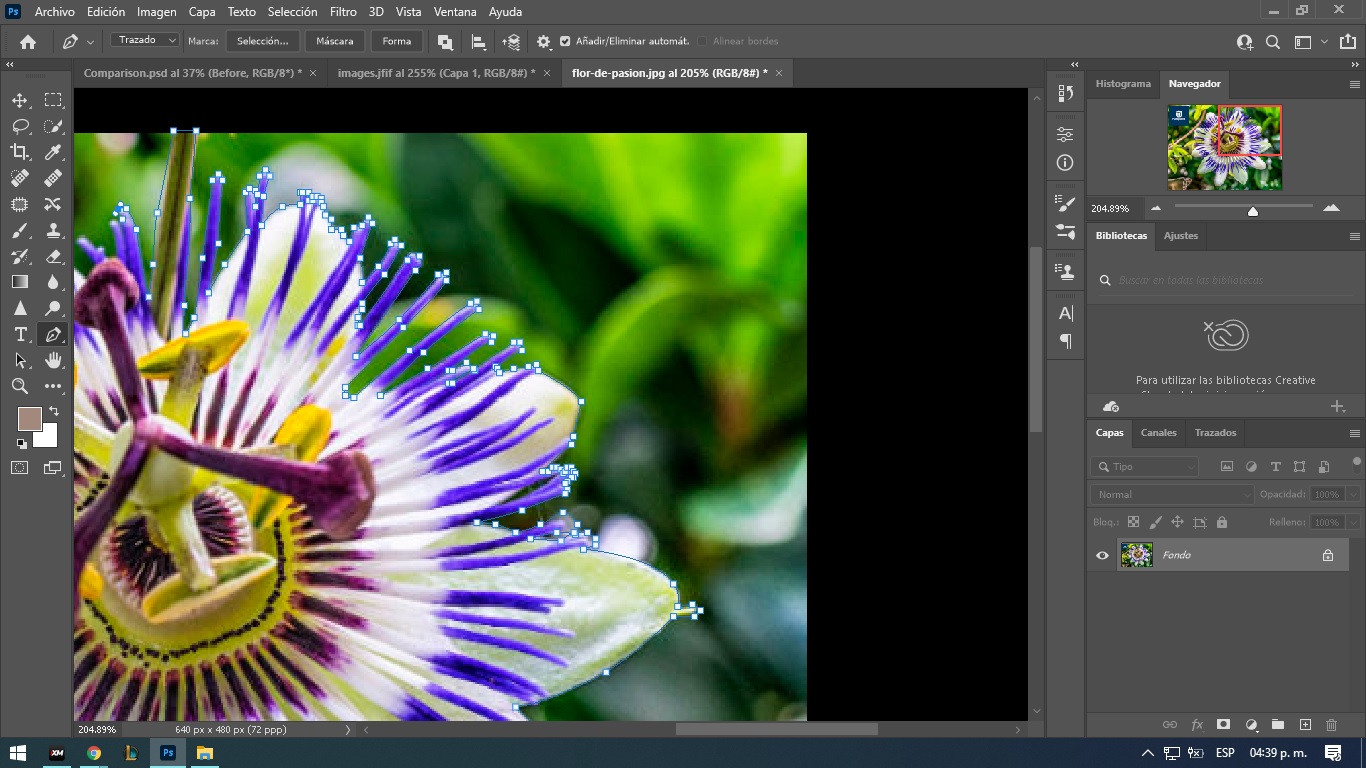 Ps Archivo Edición Imagen Capa Texto Selección Filtro 3D Vista Ventana Ayuda
Trazado Marca: Selección... Máscara Forma Añadir/Eliminar automát. Alinear bordes
Comparison.psd al 37% (Before, RGB/8*) * × images.jfif al 255% (Capa 1, RGB/8#) * × flor-de-pasion.jpg al 205% (RGB/8#) * ×
Histograma Navegador
204.89%
Bibliotecas Ajustes
Buscar en todas las bibliotecas
Para utilizar las bibliotecas Creative
Capas Canales Trazados
Tipo
Normal Opacidad: 100%
Bloq.: Relleno: 100%
Fondo
fx
204.89% 640 px x 480 px (72 ppp)
XM Ps ESP 04:39 p. m.